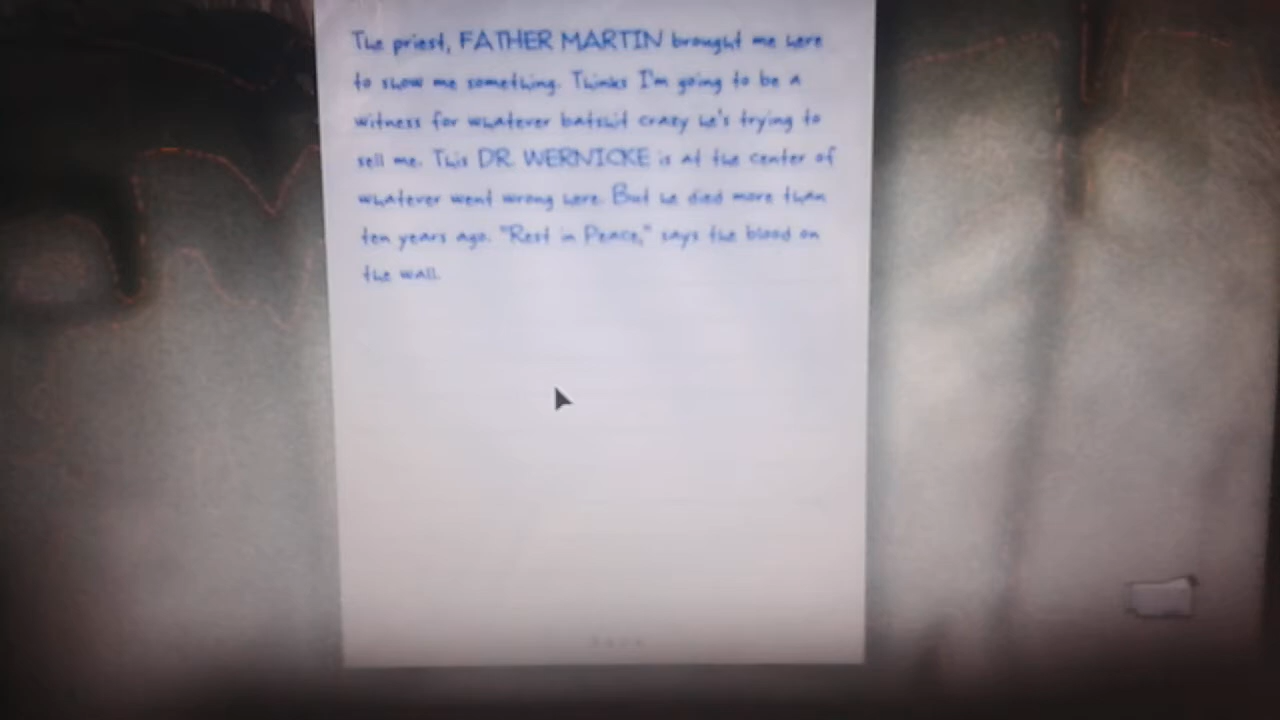 The priest, FATHER MARTIN brought me here
to show me something. Thinks I'm going to be a
witness for whatever batshit crazy he's trying to
sell me. This DR. WERNICKE is at the center of
whatever went wrong here. But he died more than
ten years ago. "Rest in Peace," says the blood on
the wall.